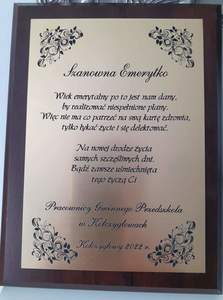 Szanowna Emerytko
Wiek emerytalny po to jest nam dany,
by realizować niespełnione plany.
Więc nie ma co patrzeć na swą kartę zdrowia,
tylko łykać życie i się delektować.
Na nowej drodze życia
samych szczęśliwych dni.
Bądź zawsze uśmiechnięta
tego życzą Ci
Pracownicy Gminnego Przedszkola
w Kołczygłowach
Kołczygłowy 2022 r.